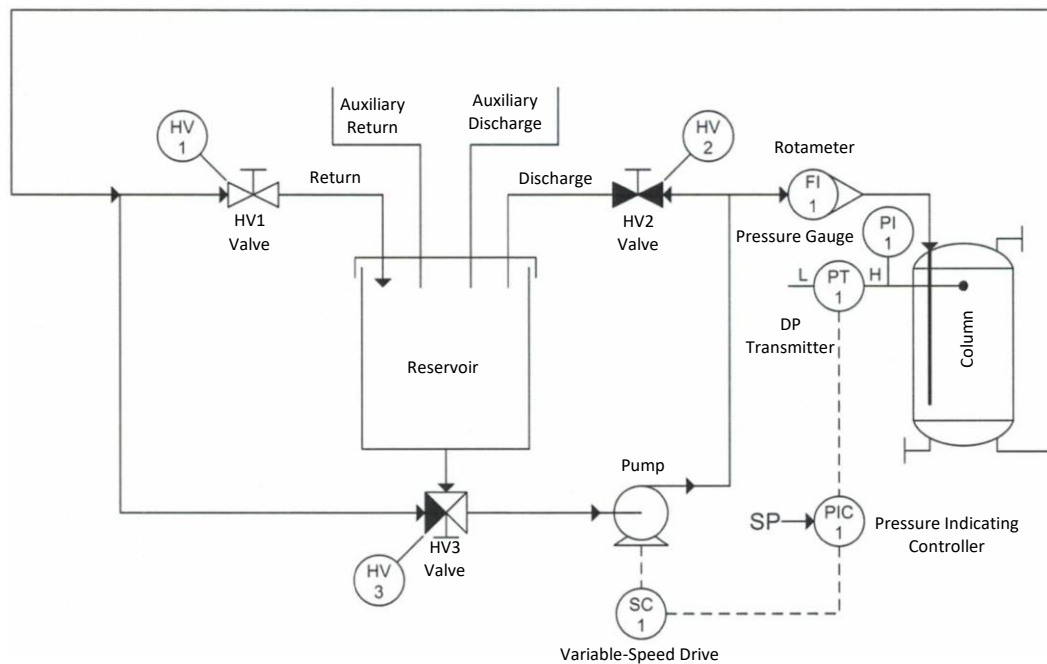 Auxiliary
Return
Auxiliary
Discharge
HV
1
HV
2
Rotameter
Return
Discharge
FI
1
HV1
Valve
HV2
Valve
Pressure Gauge
PI
1
L
PT
1
H
DP
Transmitter
Column
Reservoir
Pump
SP
PIC
1
Pressure Indicating
Controller
HV3
Valve
HV
3
SC
1
Variable-Speed Drive